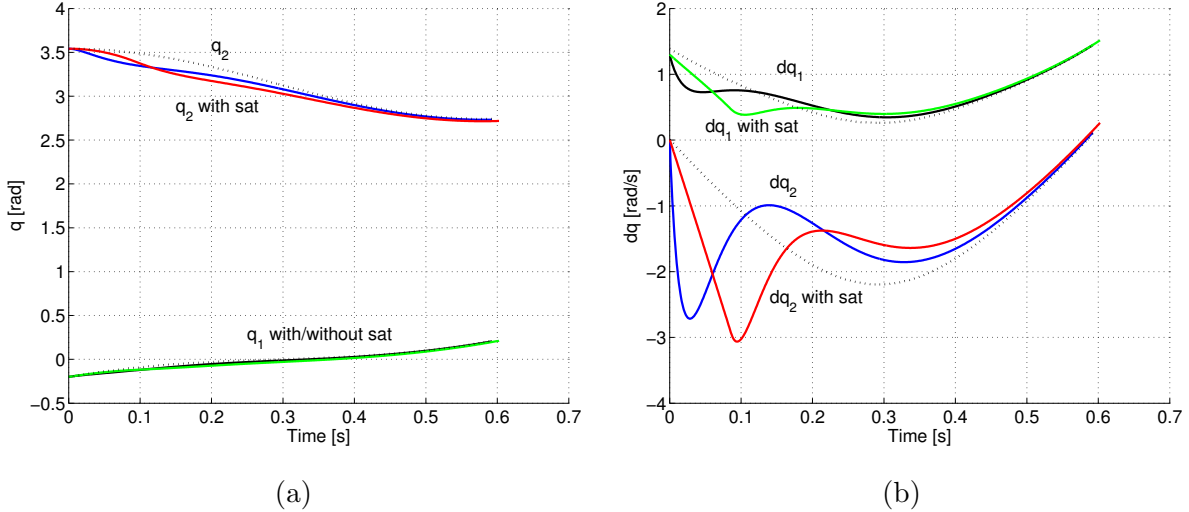 4
3.5
3
2.5
2
1.5
1
0.5
0
−0.5
0 0.1 0.2 0.3 0.4 0.5 0.6 0.7
q [rad]
Time [s]
q2
q2 with sat
q1 with/without sat
(a)
2
1
0
−1
−2
−3
−4
0 0.1 0.2 0.3 0.4 0.5 0.6 0.7
dq [rad/s]
Time [s]
dq1
dq1 with sat
dq2
dq2 with sat
(b)